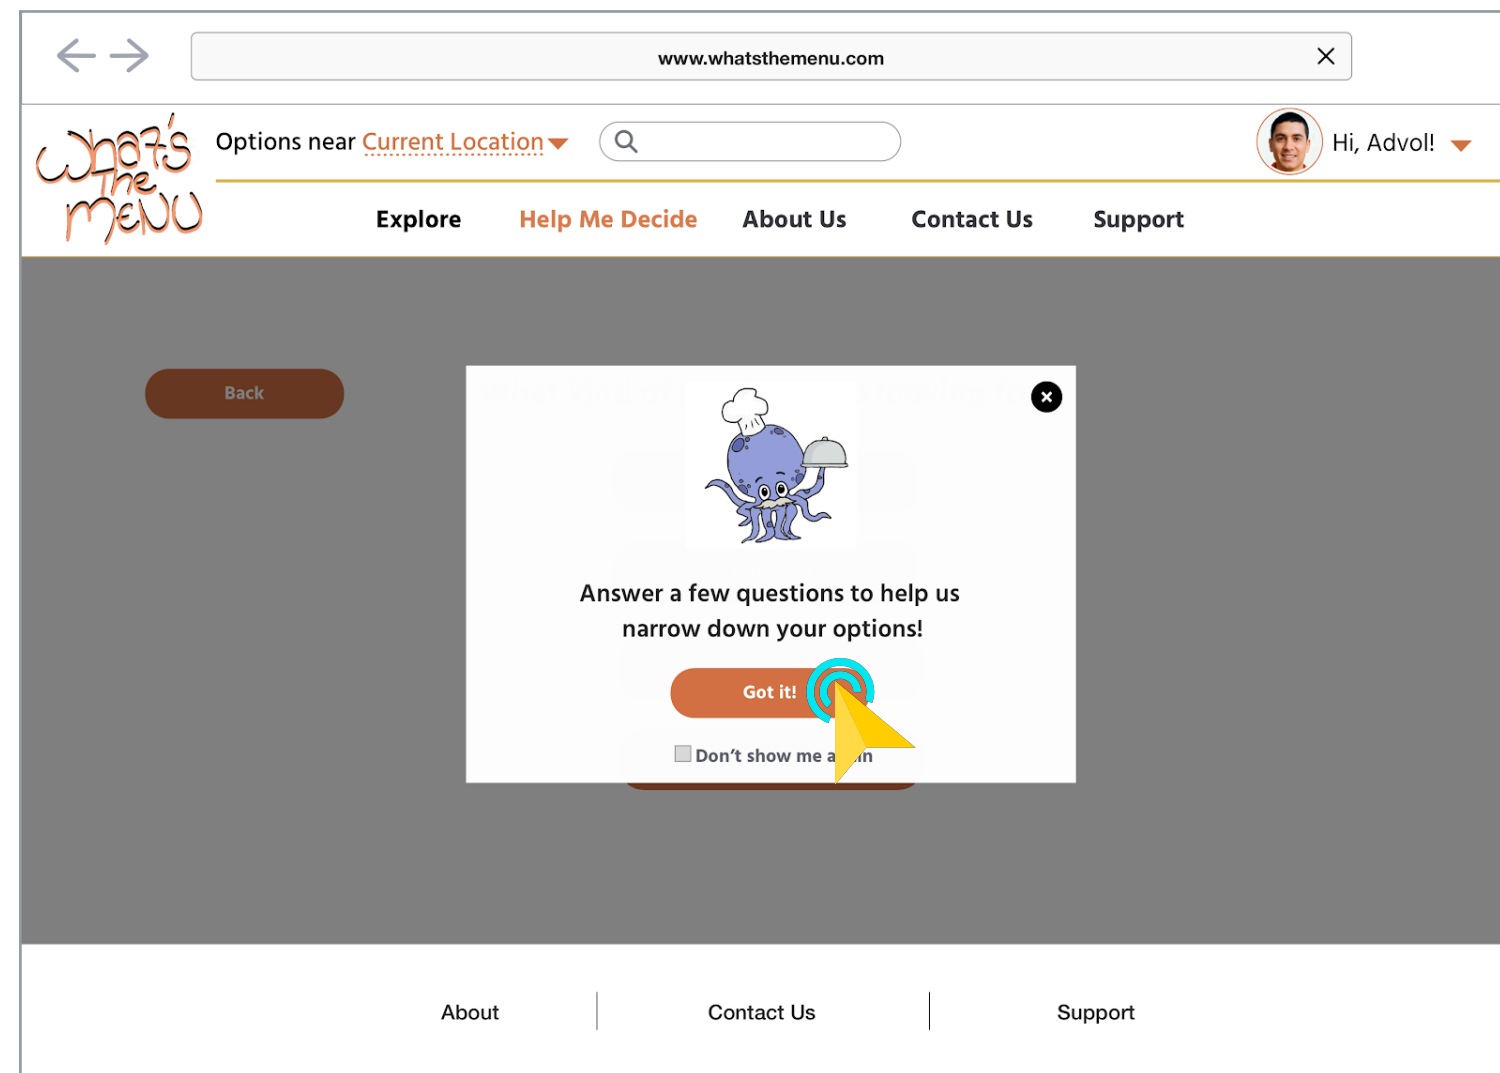 www.whatsthemenu.com
What's
The
MENU
Options near Current Location
Hi, Advol!
Explore Help Me Decide About Us Contact Us Support
Back
Answer a few questions to help us
narrow down your options!
Got it!
Don't show me again
About Contact Us Support